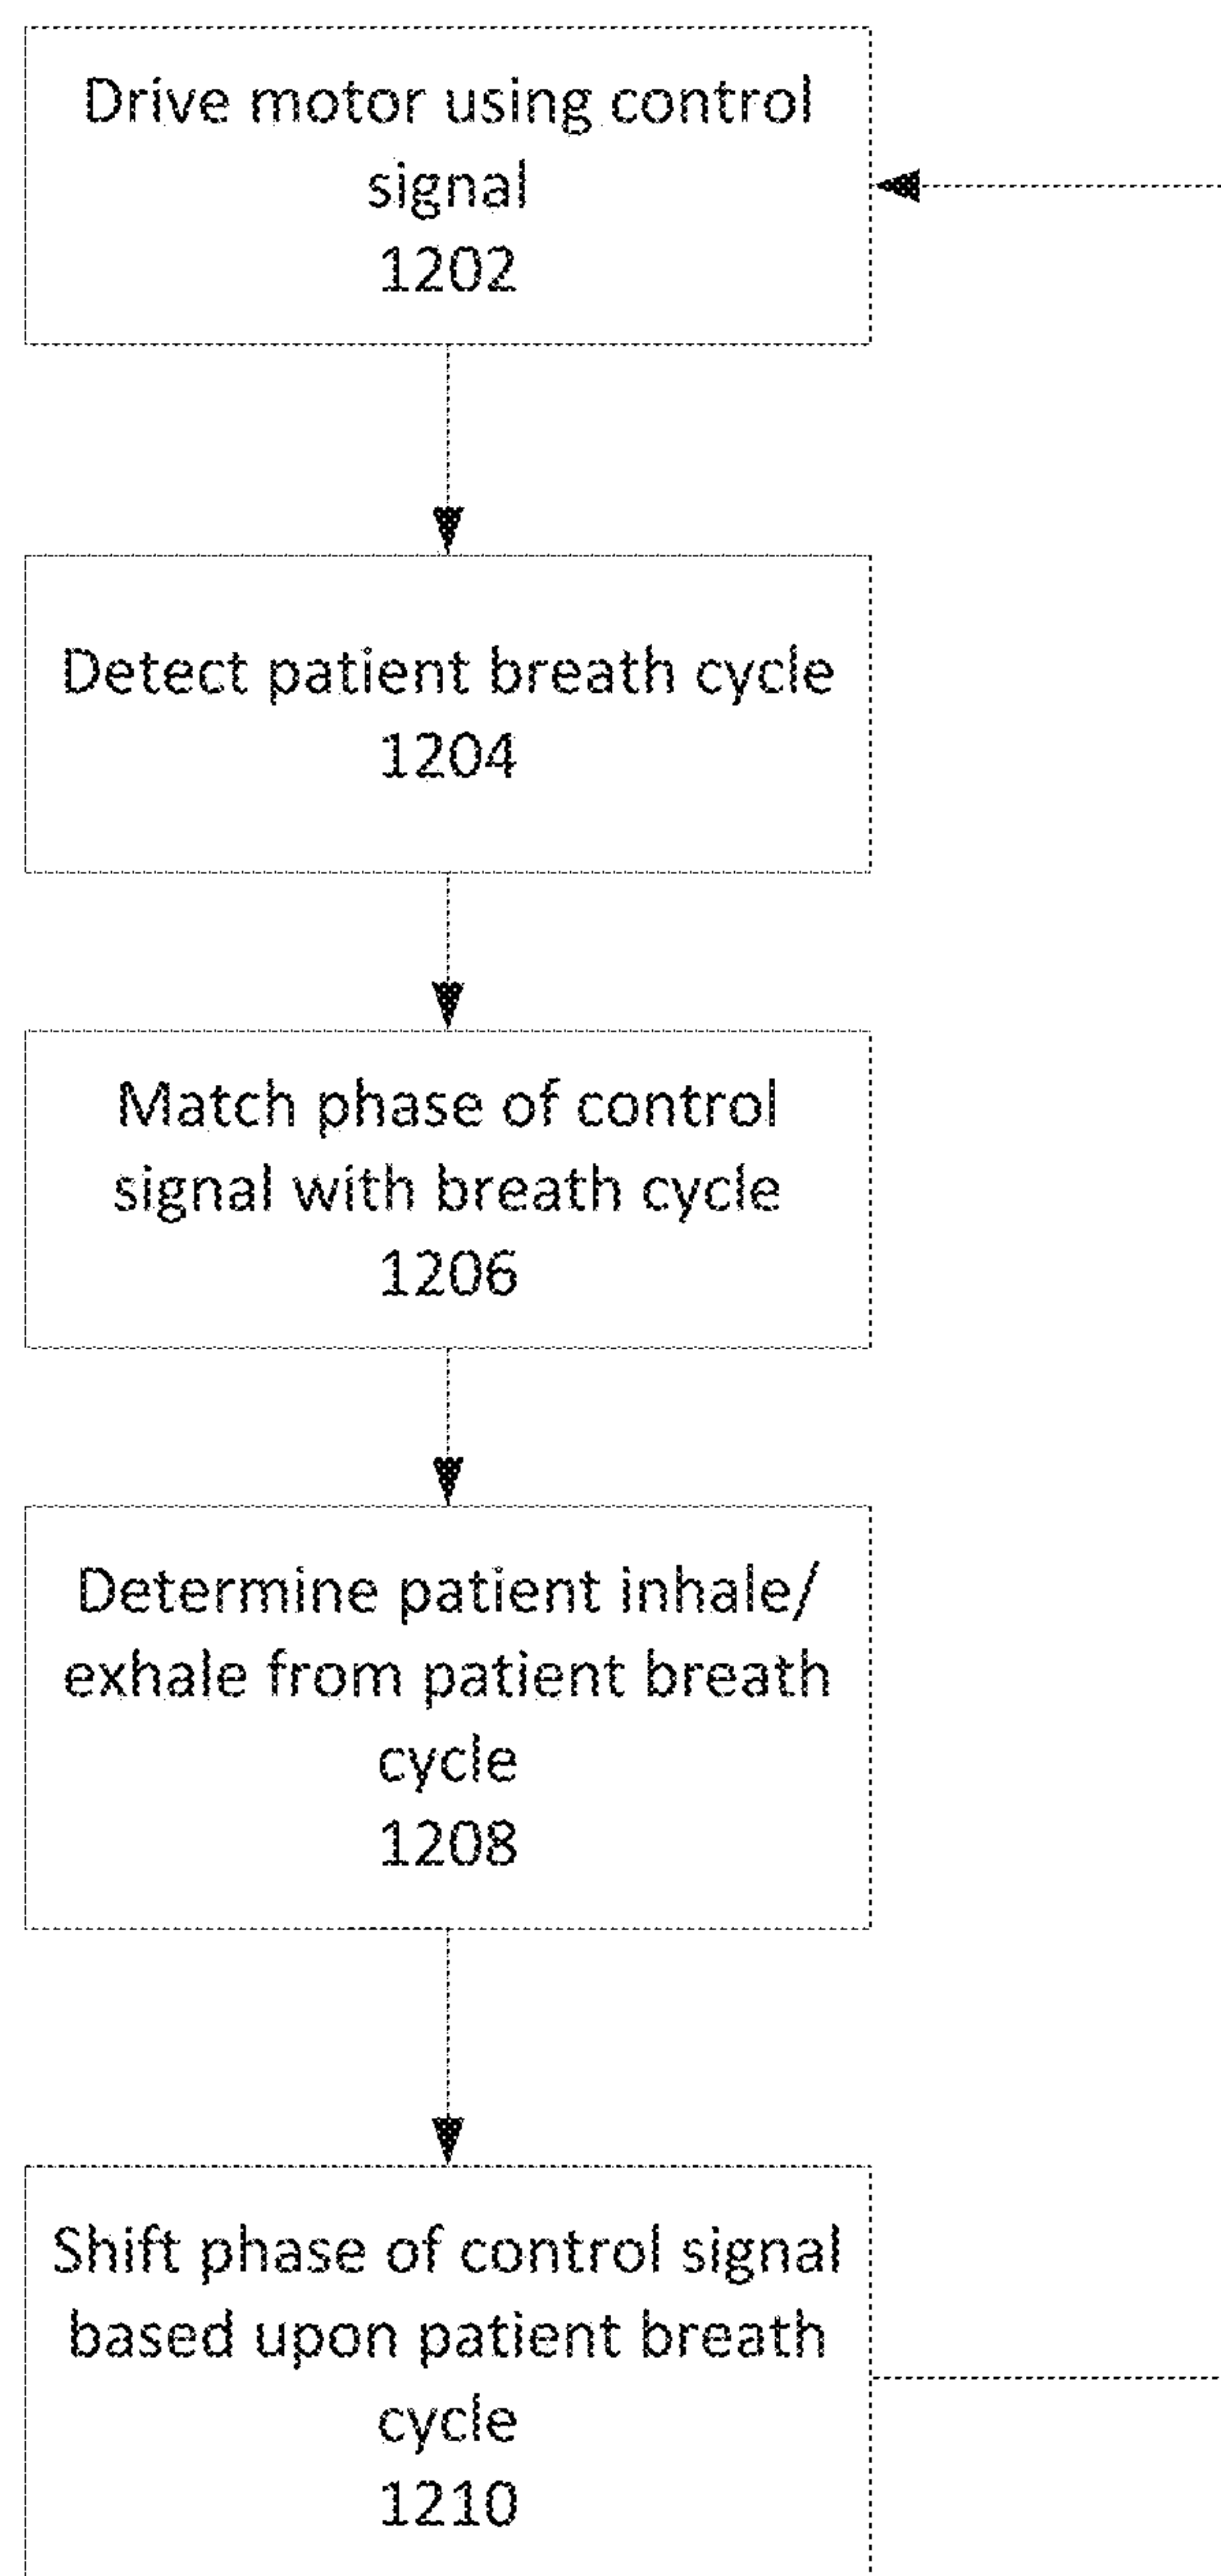 Drive motor using control
signal
1202
Detect patient breath cycle
1204
Match phase of control
signal with breath cycle
1206
Determine patient inhale/
exhale from patient breath
cycle
1208
Shift phase of control signal
based upon patient breath
cycle
1210